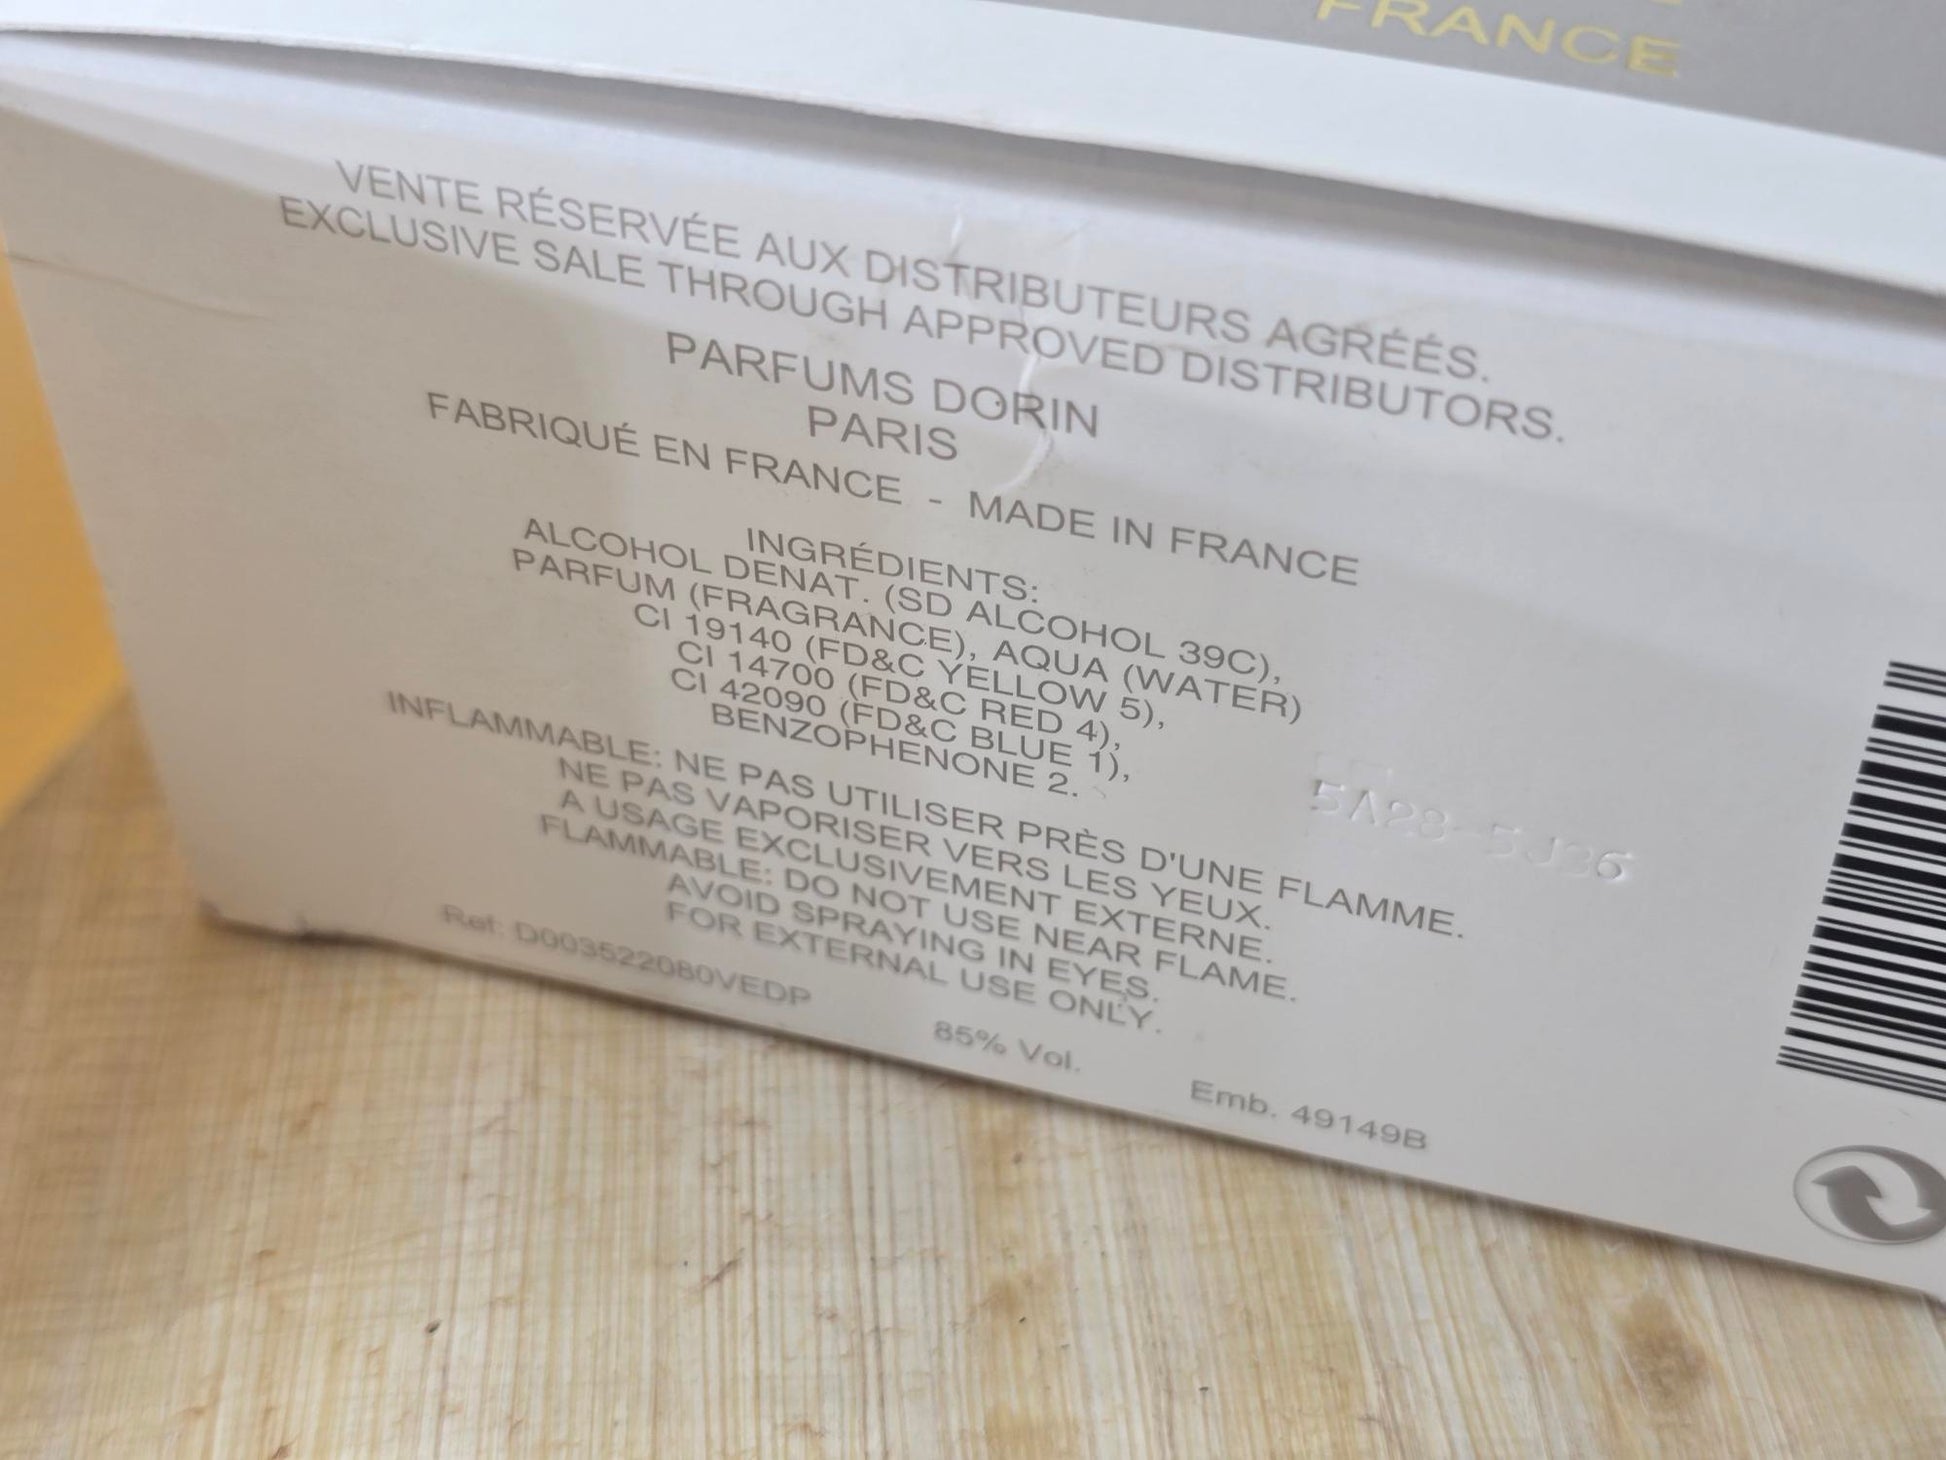 FRANCE
VENTE RÉSERVÉE AUX DISTRIBUTEURS AGRÉÉS.
EXCLUSIVE SALE THROUGH APPROVED DISTRIBUTORS.
PARFUMS DORIN
PARIS
FABRIQUÉ EN FRANCE - MADE IN FRANCE
INGRÉDIENTS:
ALCOHOL DENAT. (SD ALCOHOL 39C),
PARFUM (FRAGRANCE), AQUA (WATER)
CI 19140 (FD&C YELLOW 5),
CI 14700 (FD&C RED 4),
CI 42090 (FD&C BLUE 1),
BENZOPHENONE 2.
INFLAMMABLE: NE PAS UTILISER PRÈS D'UNE FLAMME.
NE PAS VAPORISER VERS LES YEUX.
A USAGE EXCLUSIVEMENT EXTERNE.
FLAMMABLE: DO NOT USE NEAR FLAME.
AVOID SPRAYING IN EYES.
FOR EXTERNAL USE ONLY.
5A28-5J36
Ref: D003522080VEDP 85% Vol. Emb. 49149B